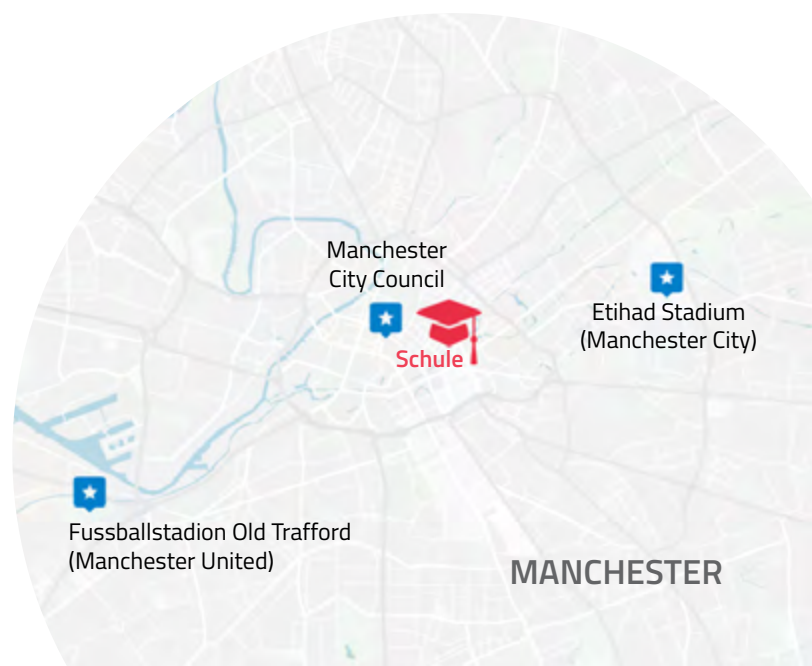 Manchester
City Council
Schule
Etihad Stadium
(Manchester City)
Fussballstadion Old Trafford
(Manchester United)
MANCHESTER